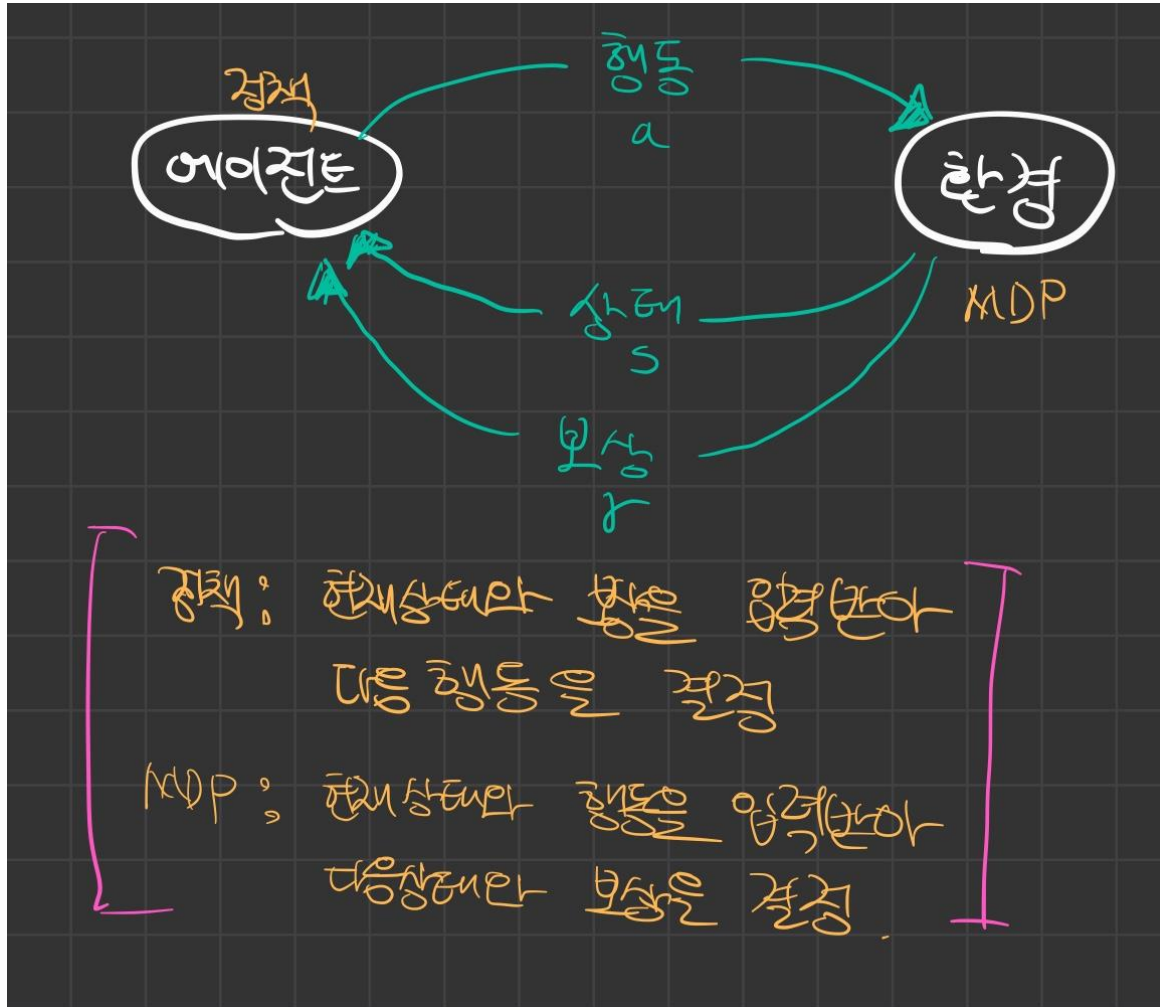 행동
a
정책
에이전트
환경
MDP
상태
s
보상
r
정책: 현재상태와 보상을 입력받아
다음 행동을 결정
MDP: 현재상태와 행동을 입력받아
다음상태와 보상을 결정.